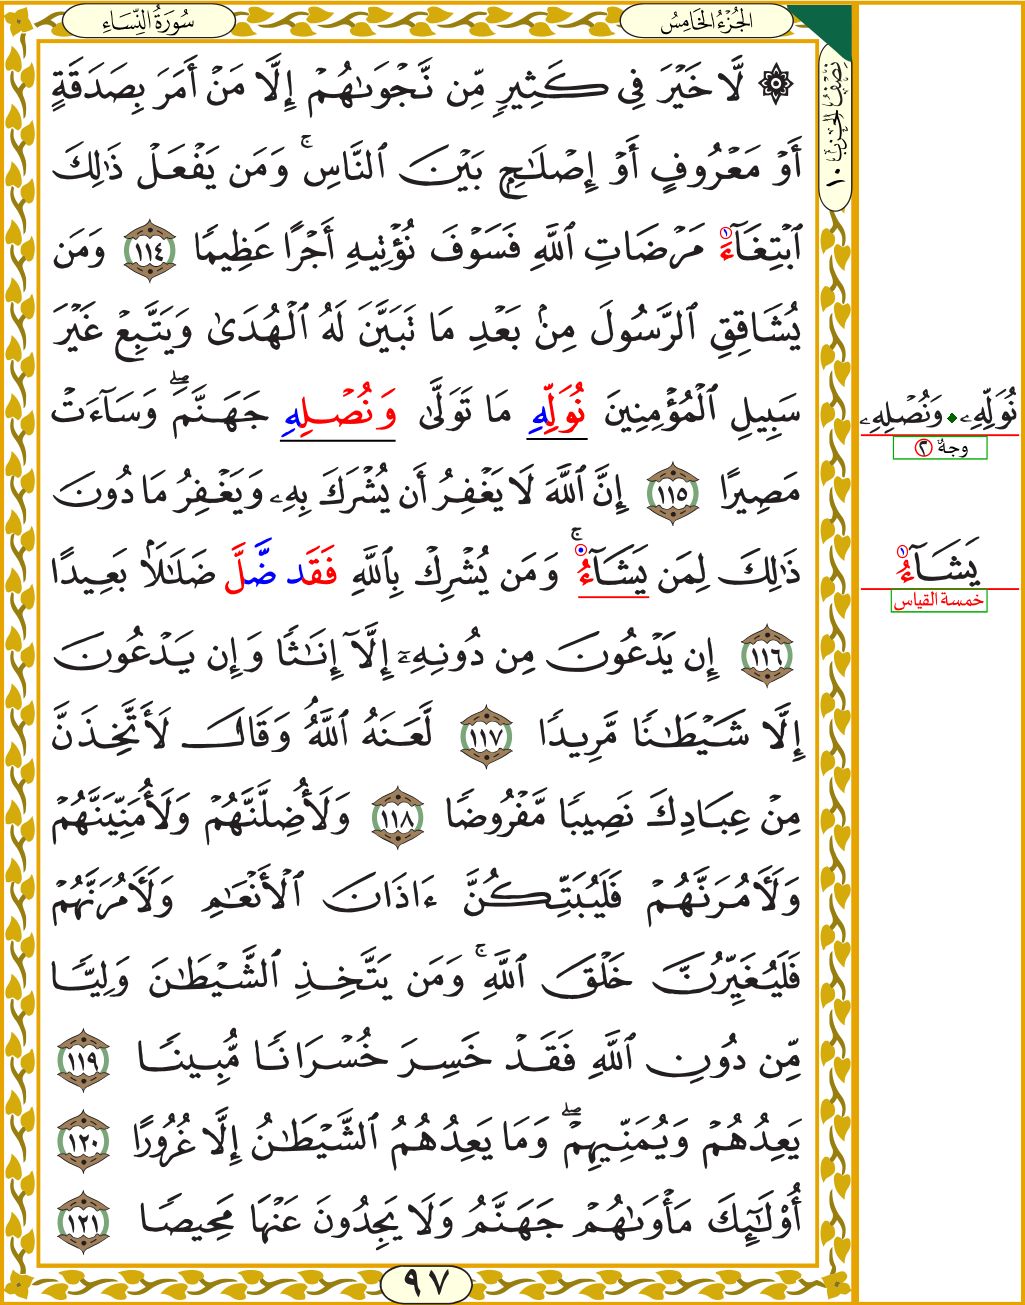 سُورَةُ النِّسَاءِ
الجُزْءُ الخَامِسُ
نِصْفُ الحِزْبِ ١٠
۞ لَّا خَيْرَ فِى كَثِيرٍ مِّن نَّجْوَىٰهُمْ إِلَّا مَنْ أَمَرَ بِصَدَقَةٍ
أَوْ مَعْرُوفٍ أَوْ إِصْلَٰحٍۭ بَيْنَ ٱلنَّاسِۚ وَمَن يَفْعَلْ ذَٰلِكَ
ٱبْتِغَآءَ مَرْضَاتِ ٱللَّهِ فَسَوْفَ نُؤْتِيهِ أَجْرًا عَظِيمًا ١١٤ وَمَن
يُشَاقِقِ ٱلرَّسُولَ مِنۢ بَعْدِ مَا تَبَيَّنَ لَهُ ٱلْهُدَىٰ وَيَتَّبِعْ غَيْرَ
سَبِيلِ ٱلْمُؤْمِنِينَ نُوَلِّهِ مَا تَوَلَّىٰ وَنُصْلِهِ جَهَنَّمَۖ وَسَآءَتْ
مَصِيرًا ١١٥ إِنَّ ٱللَّهَ لَا يَغْفِرُ أَن يُشْرَكَ بِهِۦ وَيَغْفِرُ مَا دُونَ
ذَٰلِكَ لِمَن يَشَآءُۚ وَمَن يُشْرِكْ بِٱللَّهِ فَقَد ضَّلَّ ضَلَٰلَۢا بَعِيدًا
١١٦ إِن يَدْعُونَ مِن دُونِهِۦٓ إِلَّآ إِنَٰثًا وَإِن يَدْعُونَ
إِلَّا شَيْطَٰنًا مَّرِيدًا ١١٧ لَّعَنَهُ ٱللَّهُۘ وَقَالَ لَأَتَّخِذَنَّ
مِنْ عِبَادِكَ نَصِيبًا مَّفْرُوضًا ١١٨ وَلَأُضِلَّنَّهُمْ وَلَأُمَنِّيَنَّهُمْ
وَلَءَامُرَنَّهُمْ فَلَيُبَتِّكُنَّ ءَاذَانَ ٱلْأَنْعَٰمِ وَلَءَامُرَنَّهُمْ
فَلَيُغَيِّرُنَّ خَلْقَ ٱللَّهِۚ وَمَن يَتَّخِذِ ٱلشَّيْطَٰنَ وَلِيًّا
مِّن دُونِ ٱللَّهِ فَقَدْ خَسِرَ خُسْرَانًا مُّبِينًا ١١٩
يَعِدُهُمْ وَيُمَنِّيهِمْۖ وَمَا يَعِدُهُمُ ٱلشَّيْطَٰنُ إِلَّا غُرُورًا ١٢٠
أُوْلَٰٓئِكَ مَأْوَىٰهُمْ جَهَنَّمُ وَلَا يَجِدُونَ عَنْهَا مَحِيصًا ١٢١
نُوَلِّهِۦ ◆ وَنُصْلِهِۦ
وجهٌ ٢
يَشَآءُ ١
خمسة القياس
٩٧